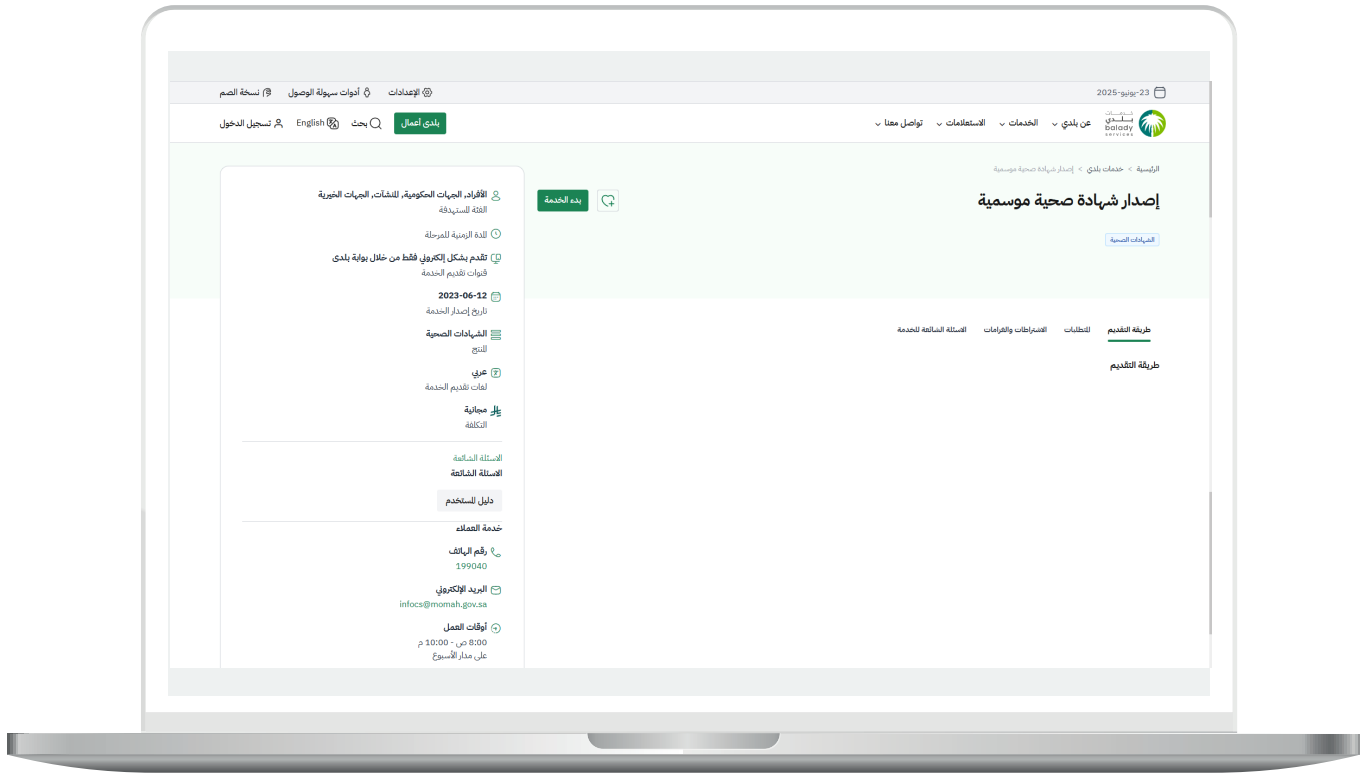 23-يونيو-2025
الإعدادات
أدوات سهولة الوصول
نسخة الصم
خدمات
بلدي
balady
services
عن بلدي
الخدمات
الاستعلامات
تواصل معنا
بلدي أعمال
بحث
English
تسجيل الدخول
الرئيسية > خدمات بلدي > إصدار شهادة صحية موسمية
إصدار شهادة صحية موسمية
بدء الخدمة
الشهادات الصحية
طريقة التقديم
المتطلبات
الاشتراطات والغرامات
الاسئلة الشائعة للخدمة
طريقة التقديم
الأفراد, الجهات الحكومية, المنشآت, الجهات الخيرية
الفئة المستهدفة
المدة الزمنية للمرحلة
تقدم بشكل إلكتروني فقط من خلال بوابة بلدي
قنوات تقديم الخدمة
2023-06-12
تاريخ إصدار الخدمة
الشهادات الصحية
المنتج
عربي
لغات تقديم الخدمة
مجانية
التكلفة
الاسئلة الشائعة
الاسئلة الشائعة
دليل المستخدم
خدمة العملاء
رقم الهاتف
199040
البريد الإلكتروني
infocs@momah.gov.sa
أوقات العمل
8:00 ص - 10:00 م
على مدار الأسبوع